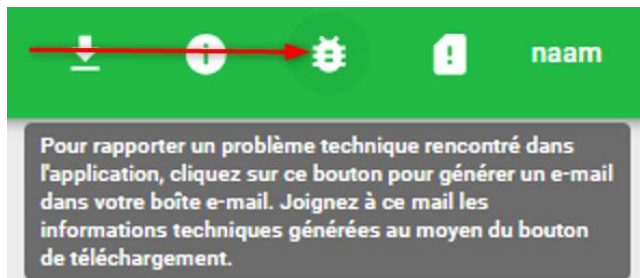 naam
Pour rapporter un problème technique rencontré dans
l'application, cliquez sur ce bouton pour générer un e-mail
dans votre boîte e-mail. Joignez à ce mail les
informations techniques générées au moyen du bouton
de téléchargement.